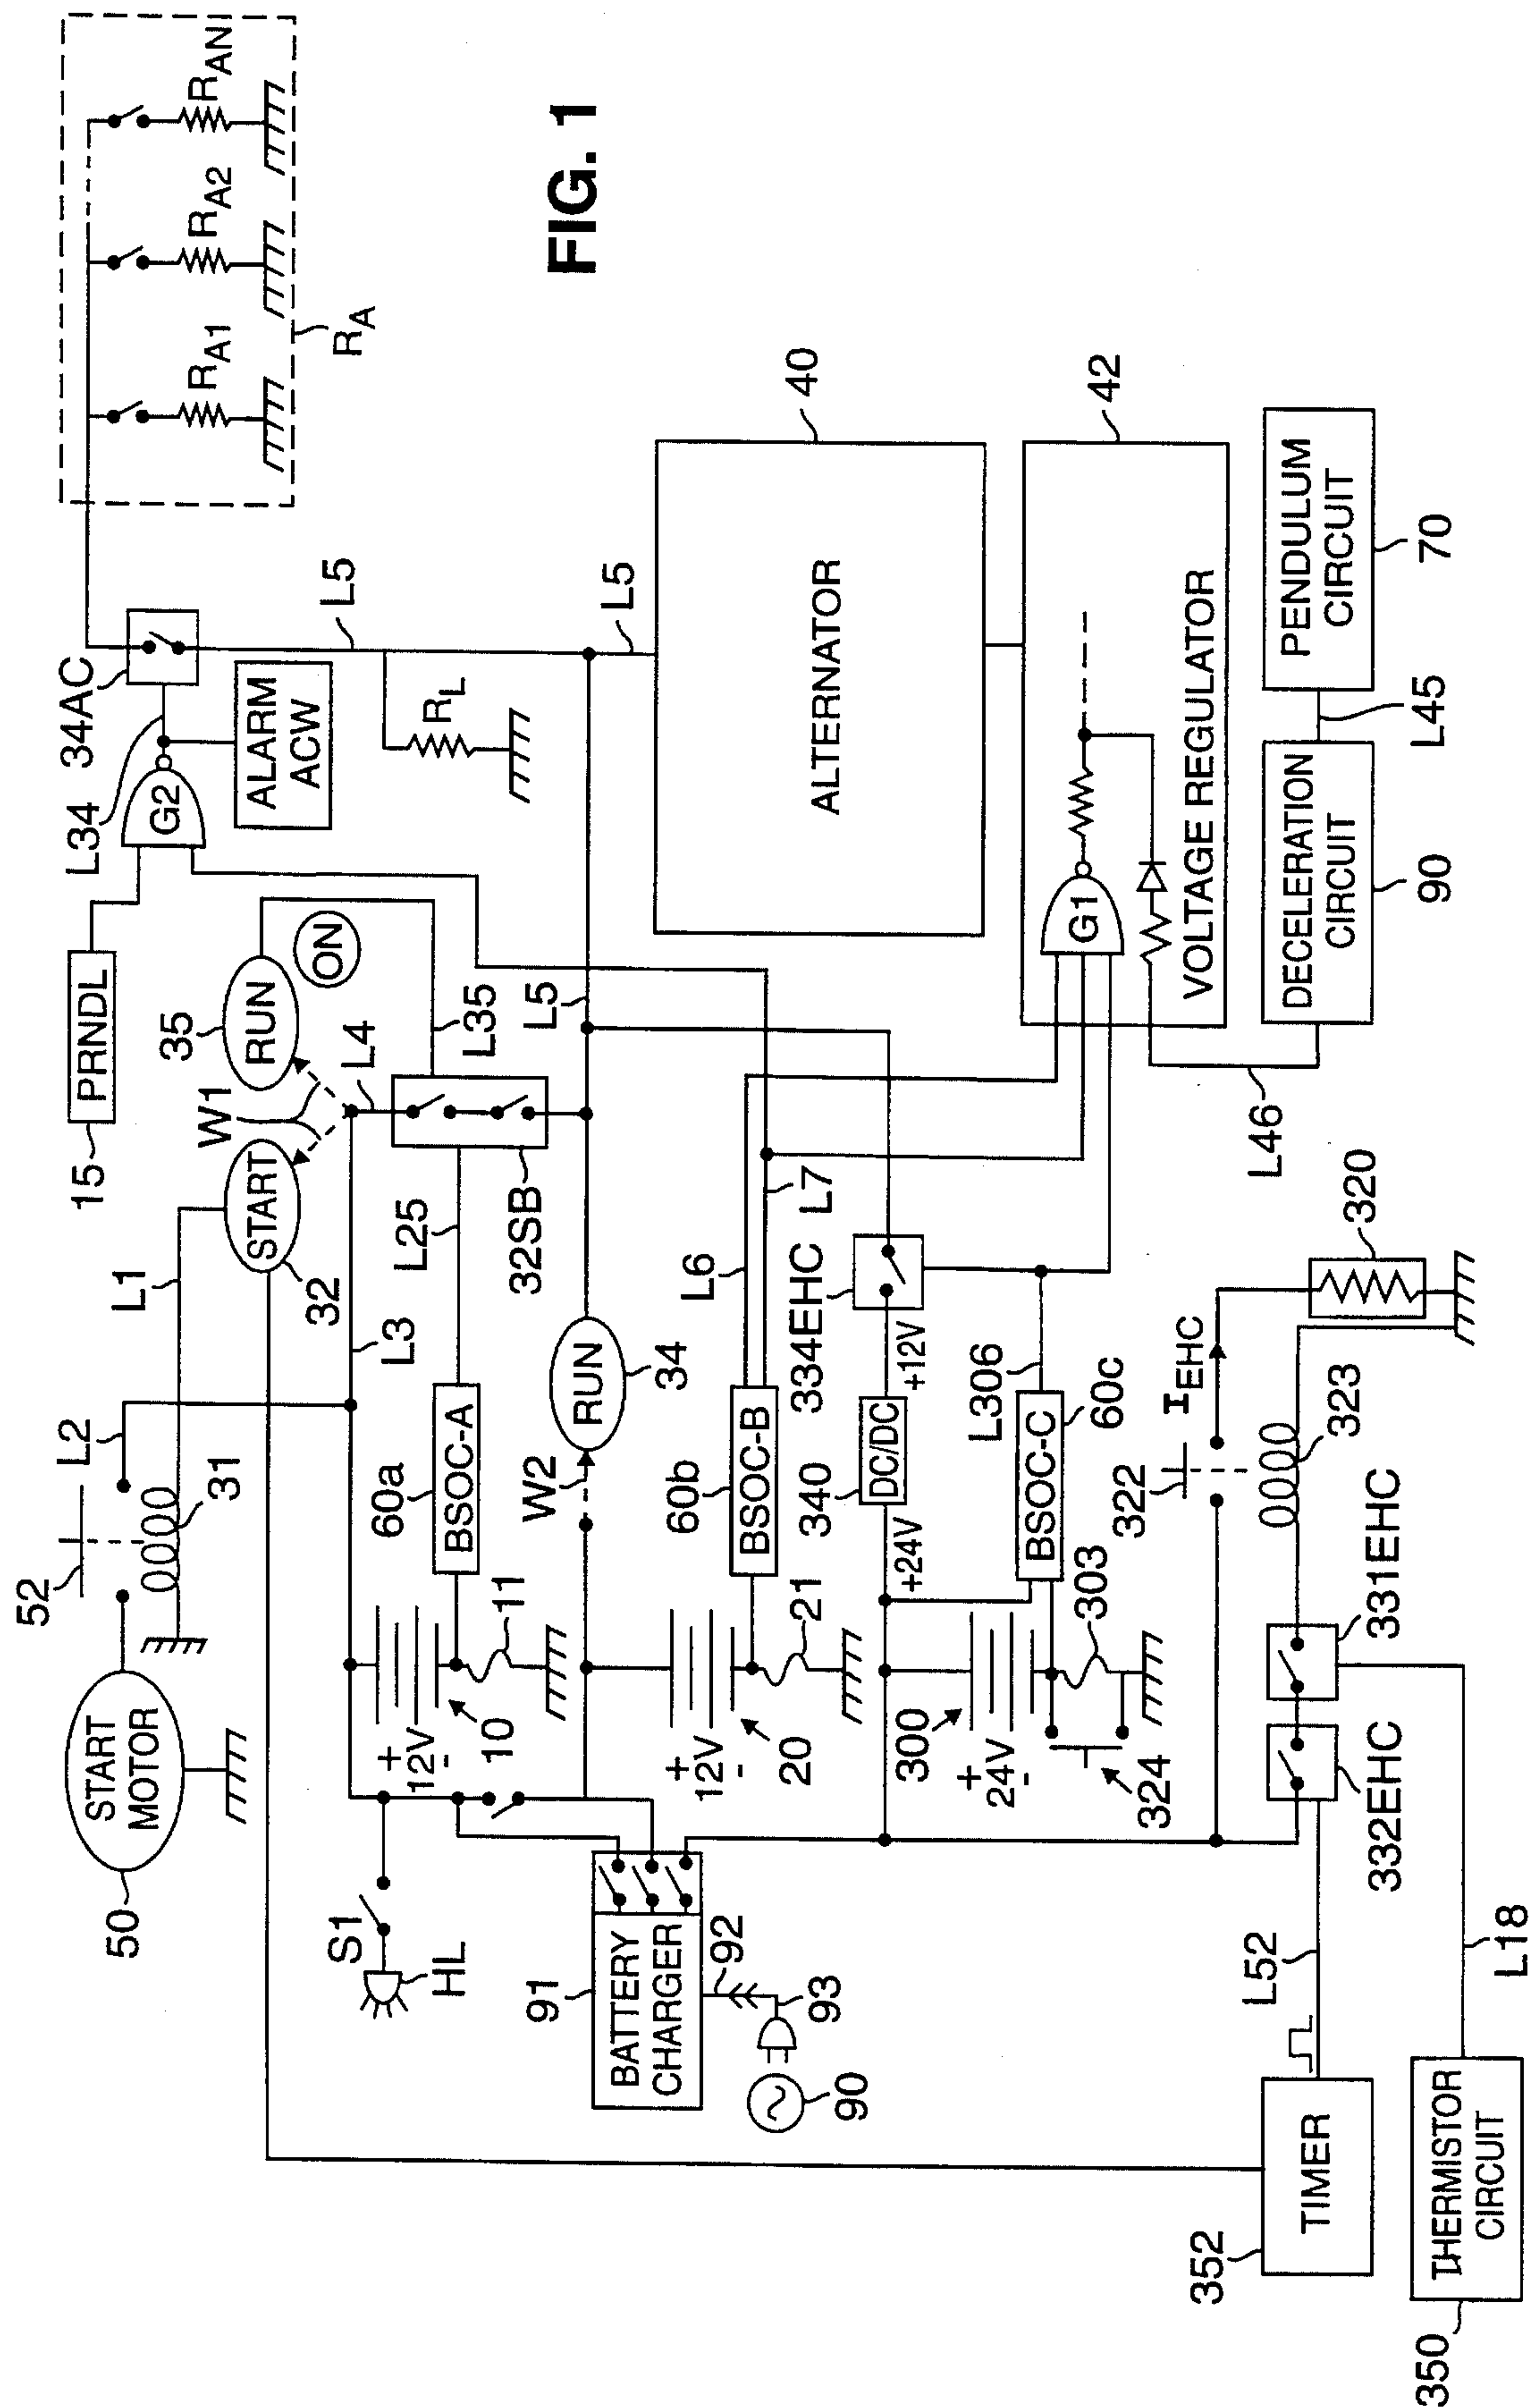 FIG. 1
START
MOTOR
50
52
L2
31
L1
START
32
15
PRNDL
W1
RUN
35
ON
L34
G2
34AC
ALARM
ACW
L5
RA1
RA2
RAN
RA
S1
HL
+
12V
-
10
11
60a
BSOC-A
L3
L25
L4
32SB
L35
RL
W2
RUN
34
L5
L5
91
BATTERY
CHARGER
92
93
90
+
12V
-
20
21
60b
BSOC-B
L6
L7
ALTERNATOR
40
300
+
24V
-
324
303
+24V
340
DC/DC
+12V
334EHC
L306
BSOC-C
60c
G1
VOLTAGE REGULATOR
42
322
IEHC
323
320
332EHC
331EHC
L46
DECELERATION
CIRCUIT
90
L45
PENDULUM
CIRCUIT
70
352
TIMER
L52
350
THERMISTOR
CIRCUIT
L18